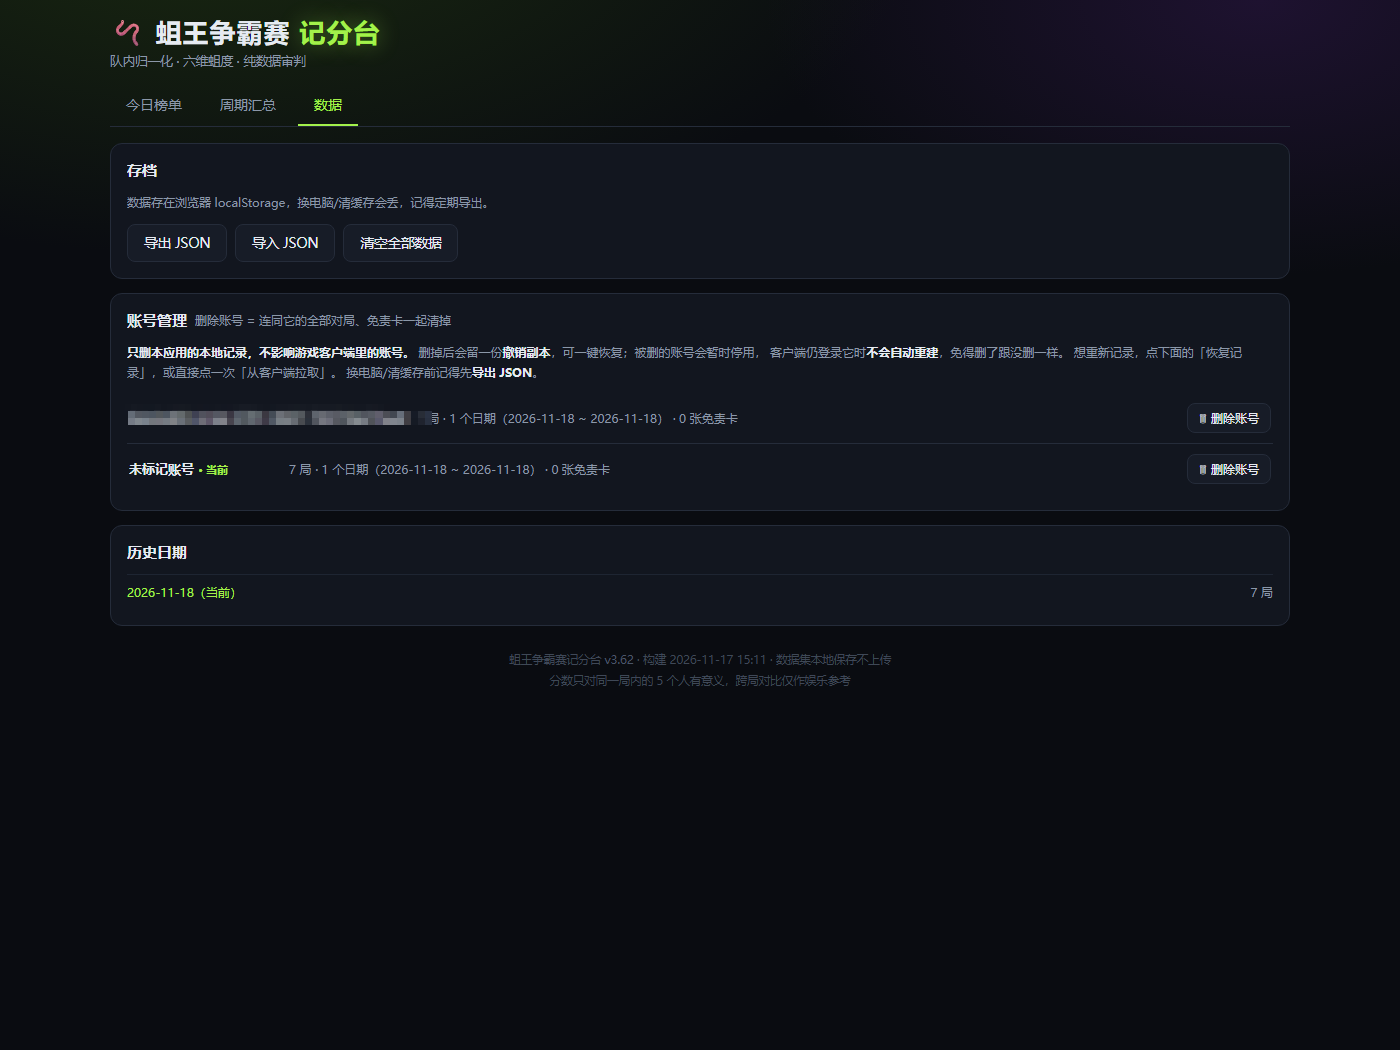 蛆王争霸赛 记分台
队内归一化 · 六维蛆度 · 纯数据审判
今日榜单
周期汇总
数据
存档
数据存在浏览器 localStorage，换电脑/清缓存会丢，记得定期导出。
导出 JSON
导入 JSON
清空全部数据
账号管理 删除账号 = 连同它的全部对局、免责卡一起清掉
只删本应用的本地记录，不影响游戏客户端里的账号。 删掉后会留一份撤销副本，可一键恢复；被删的账号会暂时停用， 客户端仍登录它时不会自动重建，免得删了跟没删一样。 想重新记录，点下面的「恢复记
录」，或直接点一次「从客户端拉取」。 换电脑/清缓存前记得先导出 JSON。
局 · 1 个日期（2026-11-18 ~ 2026-11-18） · 0 张免责卡
删除账号
未标记账号 • 当前
7 局 · 1 个日期（2026-11-18 ~ 2026-11-18） · 0 张免责卡
删除账号
历史日期
2026-11-18（当前）
7 局
蛆王争霸赛记分台 v3.62 · 构建 2026-11-17 15:11 · 数据集本地保存不上传
分数只对同一局内的 5 个人有意义，跨局对比仅作娱乐参考